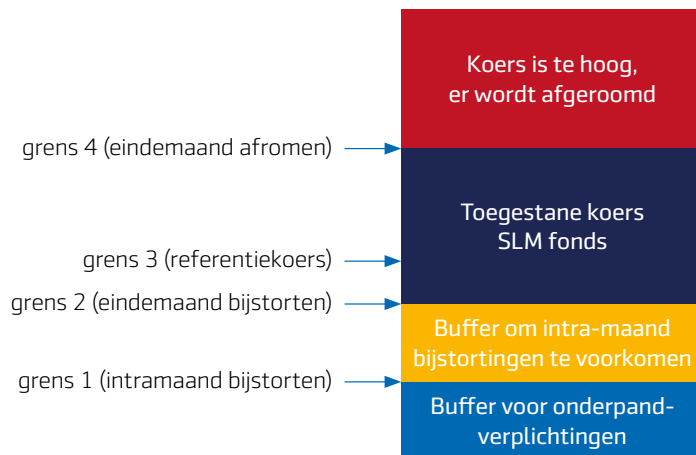 Koers is te hoog,
er wordt afgeroomd
grens 4 (eindemaand afromen)
Toegestane koers
SLM fonds
grens 3 (referentiekoers)
grens 2 (eindemaand bijstorten)
Buffer om intra-maand
bijstortingen te voorkomen
grens 1 (intramaand bijstorten)
Buffer voor onderpand-
verplichtingen